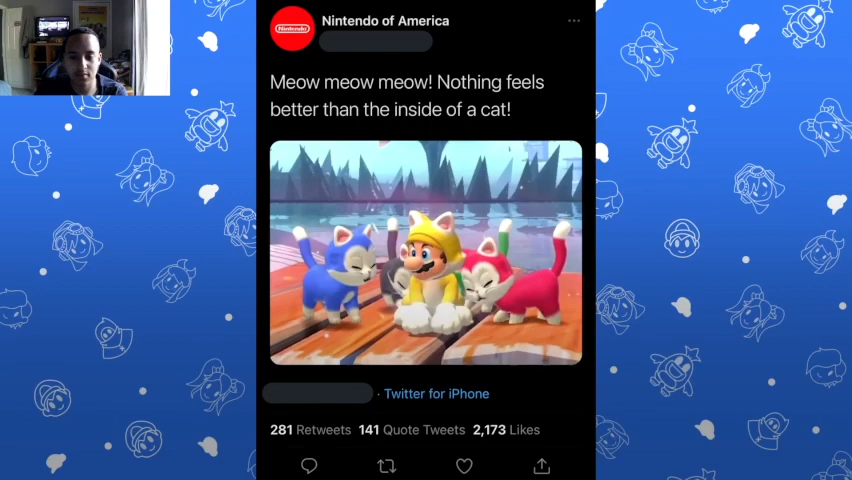 Nintendo
Nintendo of America
Meow meow meow! Nothing feels
better than the inside of a cat!
· Twitter for iPhone
281 Retweets 141 Quote Tweets 2,173 Likes